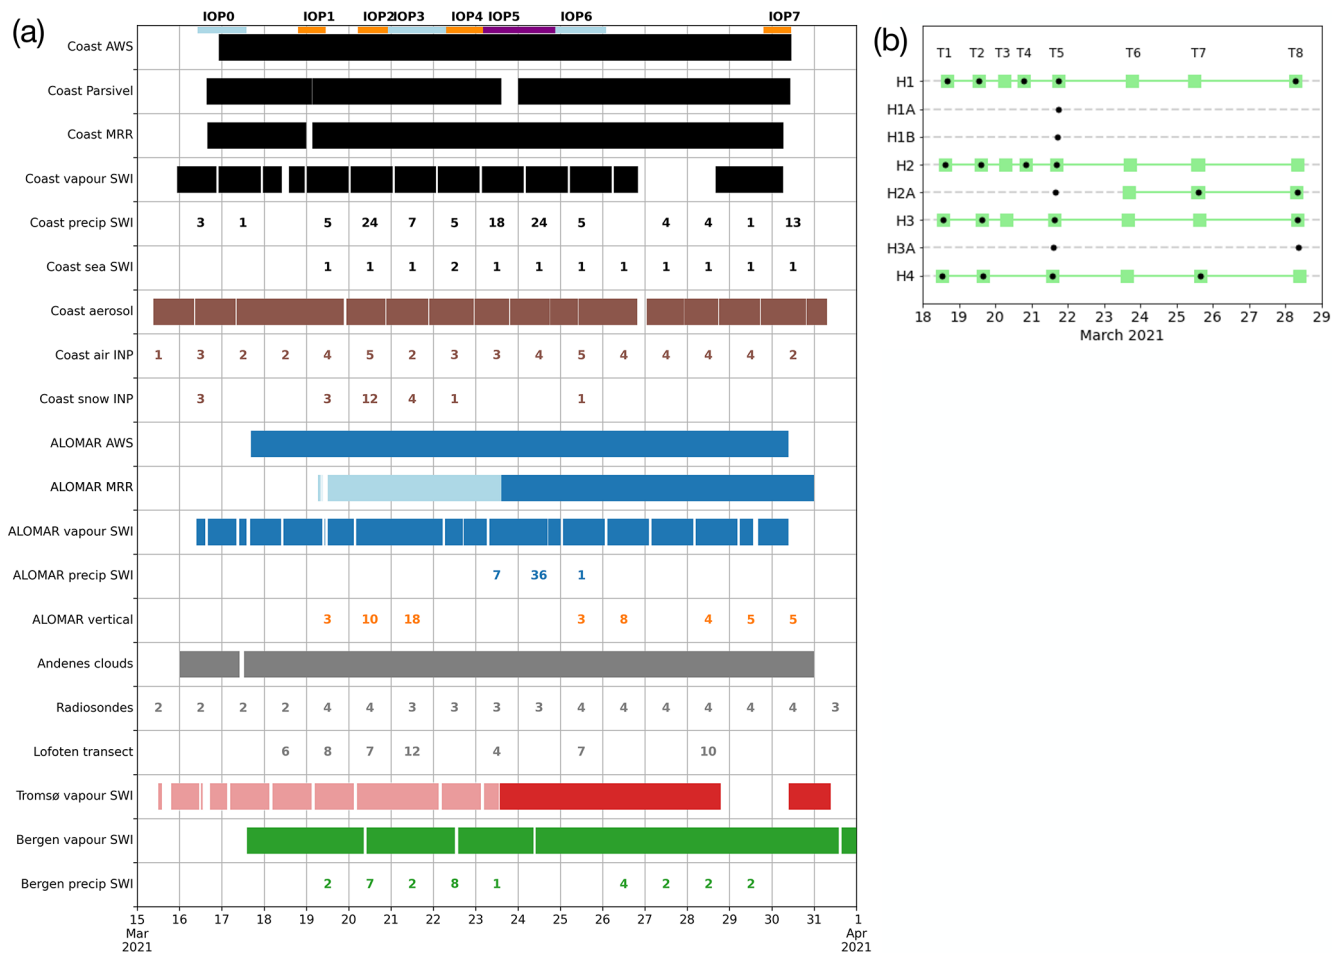 (a)
IOP0 IOP1 IOP2 IOP3 IOP4 IOP5 IOP6 IOP7
Coast AWS
Coast Parsivel
Coast MRR
Coast vapour SWI
Coast precip SWI 3 1 5 24 7 5 18 24 5 4 4 1 13
Coast sea SWI 1 1 1 2 1 1 1 1 1 1 1 1
Coast aerosol
Coast air INP 1 3 2 2 4 5 2 3 3 4 5 4 4 4 4 2
Coast snow INP 3 3 12 4 1 1
ALOMAR AWS
ALOMAR MRR
ALOMAR vapour SWI
ALOMAR precip SWI 7 36 1
ALOMAR vertical 3 10 18 3 8 4 5 5
Andenes clouds
Radiosondes 2 2 2 2 4 4 3 3 3 3 4 4 4 4 4 4 3
Lofoten transect 6 8 7 12 4 7 10
Tromsø vapour SWI
Bergen vapour SWI
Bergen precip SWI 2 7 2 8 1 4 2 2 2
15 16 17 18 19 20 21 22 23 24 25 26 27 28 29 30 31 1
Mar Apr
2021 2021
(b)
T1 T2 T3 T4 T5 T6 T7 T8
H1
H1A
H1B
H2
H2A
H3
H3A
H4
18 19 20 21 22 23 24 25 26 27 28 29
March 2021